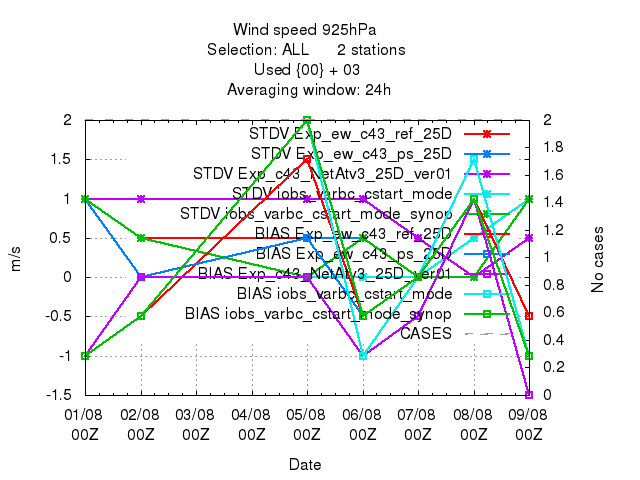 Wind speed 925hPa
Selection: ALL 2 stations
Used {00} + 03
Averaging window: 24h
2
1.5
1
0.5
0
-0.5
-1
-1.5
m/s
STDV Exp_ew_c43_ref_25D
STDV Exp_ew_c43_ps_25D
STDV Exp_c43_NetAtv3_25D_ver01
STDV iobs_varbc_cstart_mode
STDV iobs_varbc_cstart_mode_synop
BIAS Exp_ew_c43_ref_25D
BIAS Exp_ew_c43_ps_25D
BIAS Exp_c43_NetAtv3_25D_ver01
BIAS iobs_varbc_cstart_mode
BIAS iobs_varbc_cstart_mode_synop
CASES
2
1.8
1.6
1.4
1.2
1
0.8
0.6
0.4
0.2
0
No cases
01/08 02/08 03/08 04/08 05/08 06/08 07/08 08/08 09/08
00Z 00Z 00Z 00Z 00Z 00Z 00Z 00Z 00Z
Date